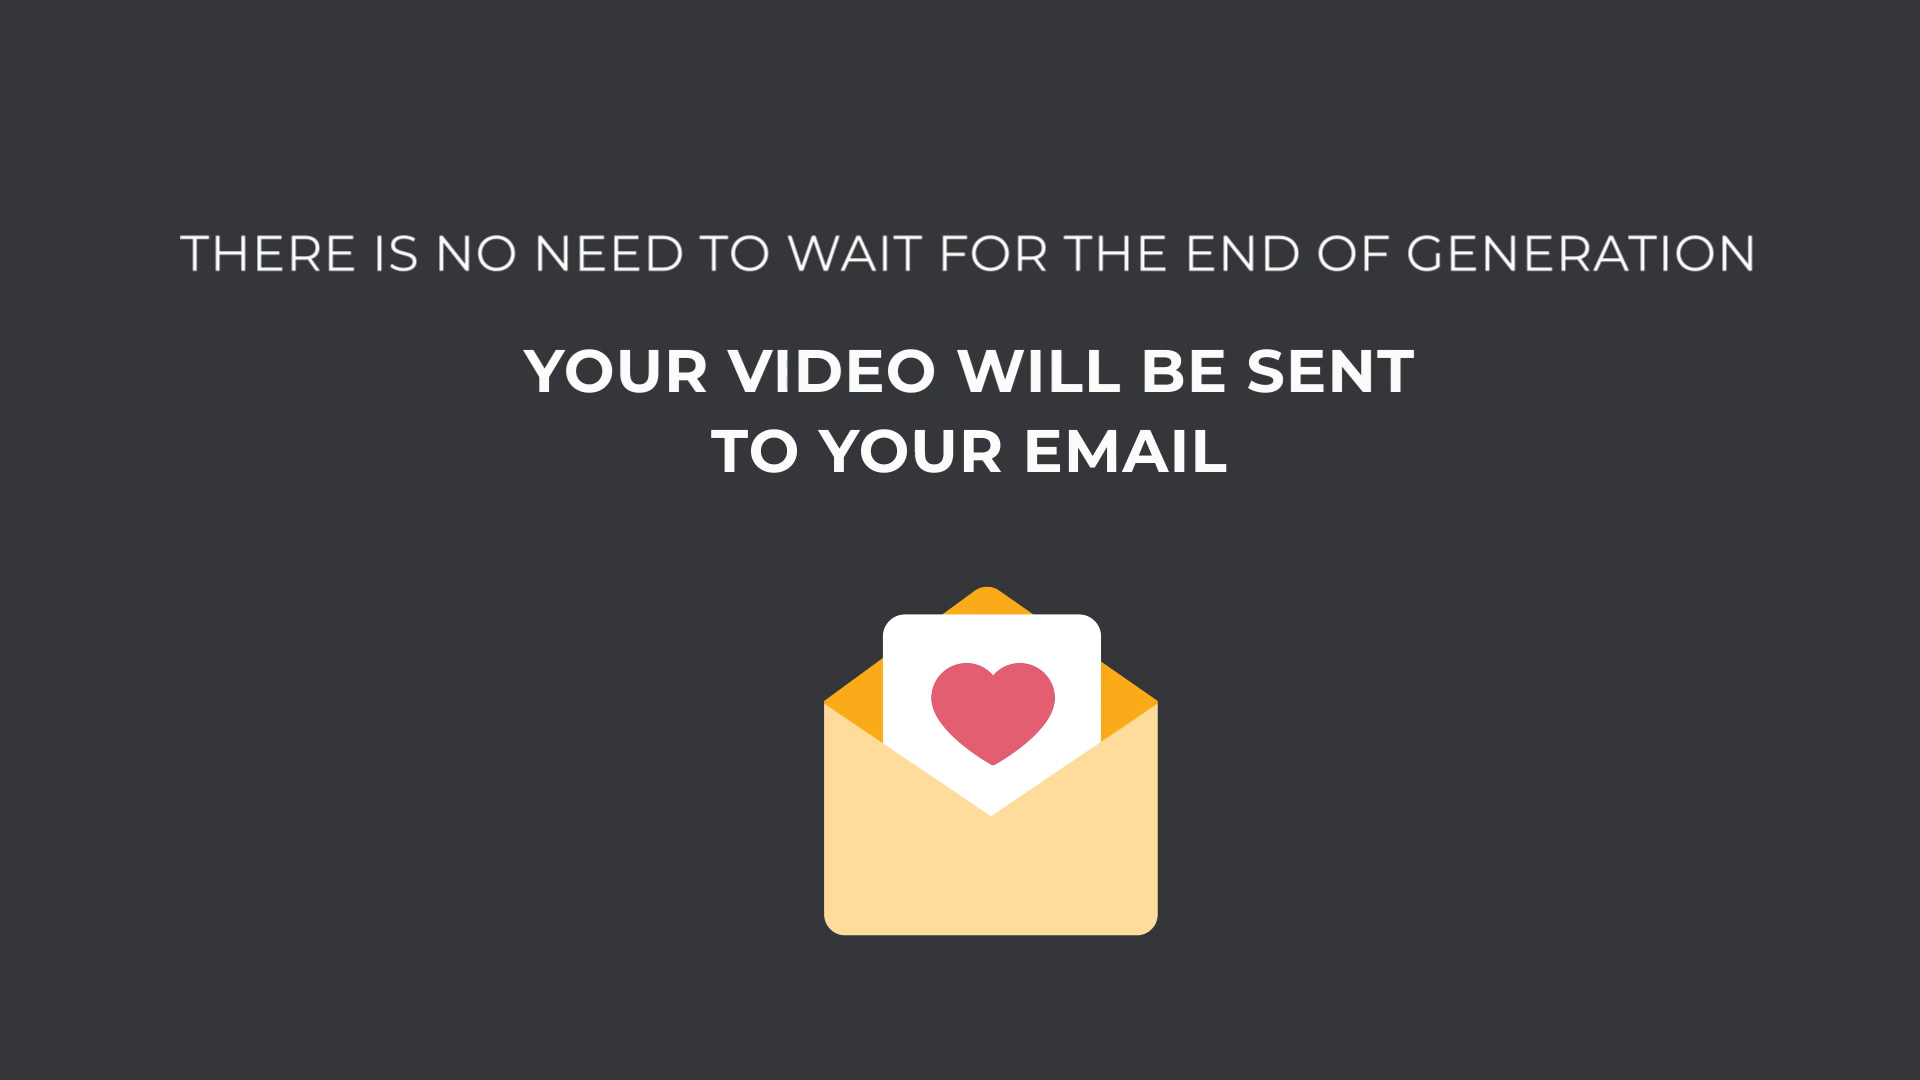 THERE IS NO NEED TO WAIT FOR THE END OF GENERATION
YOUR VIDEO WILL BE SENT
TO YOUR EMAIL